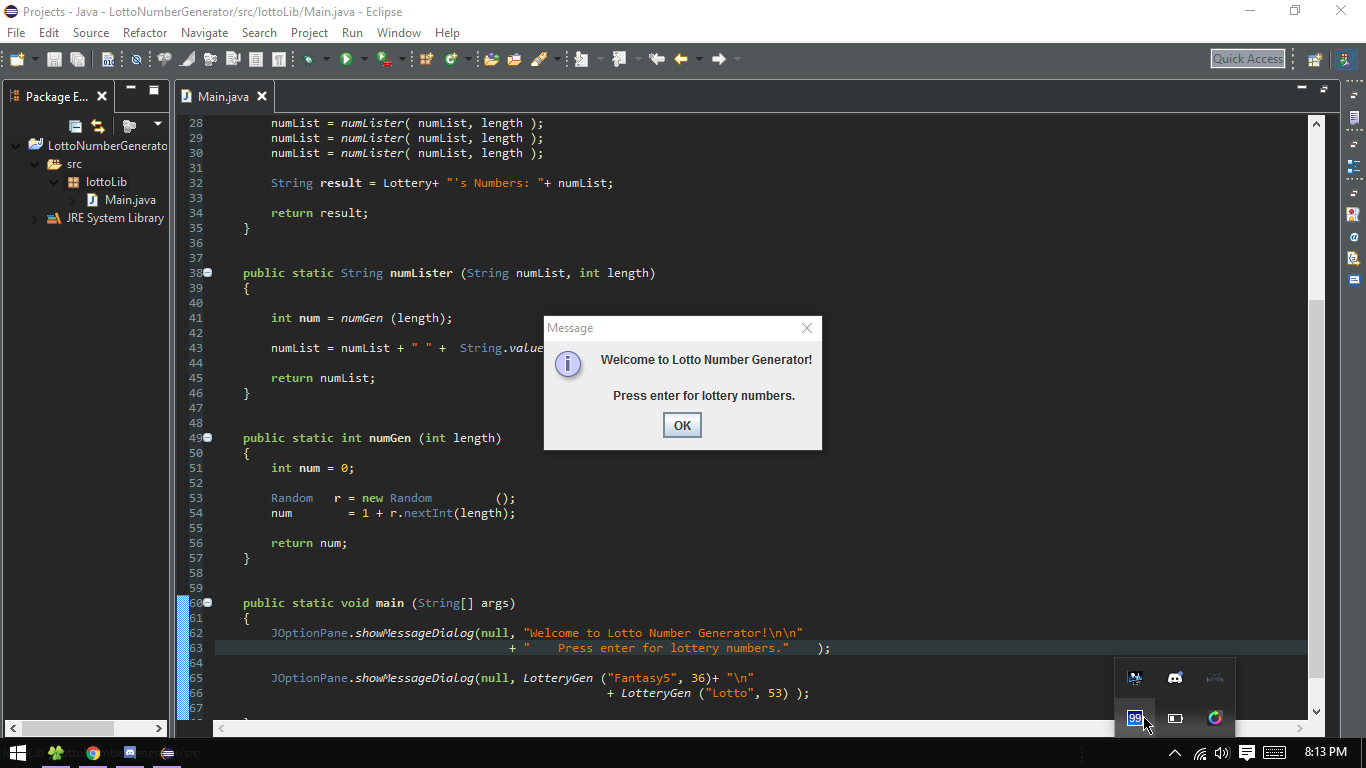 Projects - Java - LottoNumberGenerator/src/lottoLib/Main.java - Eclipse
File Edit Source Refactor Navigate Search Project Run Window Help
Quick Access
Package E...
Main.java
LottoNumberGenerato
src
lottoLib
Main.java
JRE System Library
28 numList = numLister( numList, length );
29 numList = numLister( numList, length );
30 numList = numLister( numList, length );
31
32 String result = Lottery+ "'s Numbers: "+ numList;
33
34 return result;
35 }
36
37
38 public static String numLister (String numList, int length)
39 {
40
41 int num = numGen (length);
42
43 numList = numList + " " + String.value
44
45 return numList;
46 }
47
48
49 public static int numGen (int length)
50 {
51 int num = 0;
52
53 Random r = new Random ();
54 num = 1 + r.nextInt(length);
55
56 return num;
57 }
58
59
60 public static void main (String[] args)
61 {
62 JOptionPane.showMessageDialog(null, "Welcome to Lotto Number Generator!\n\n"
63 + " Press enter for lottery numbers." );
64
65 JOptionPane.showMessageDialog(null, LotteryGen ("Fantasy5", 36)+ "\n"
66 + LotteryGen ("Lotto", 53) );
67
Message
Welcome to Lotto Number Generator!
Press enter for lottery numbers.
OK
99
8:13 PM